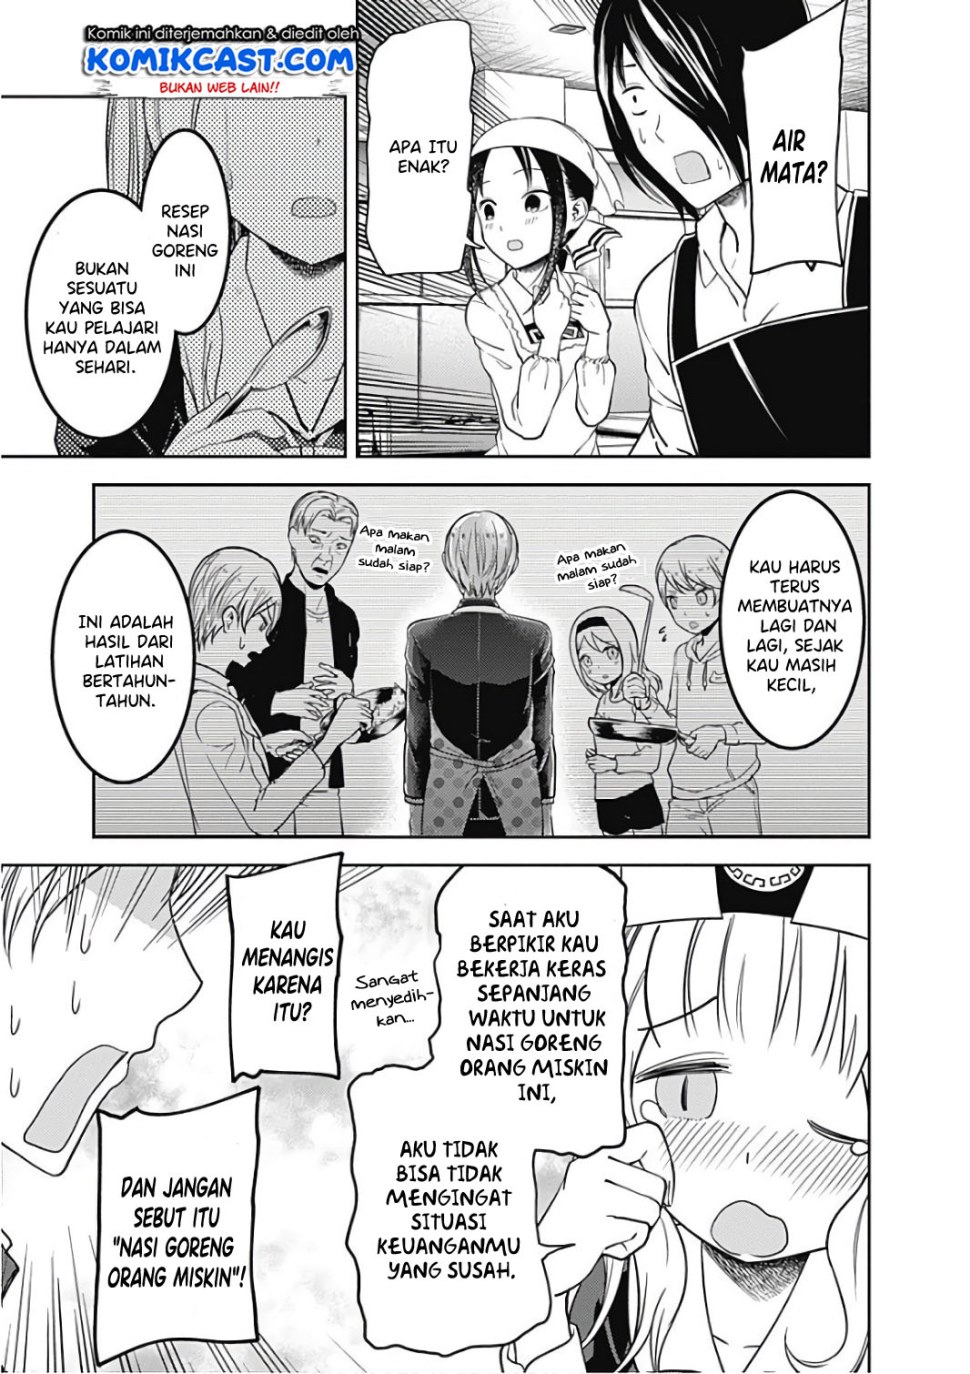 Komik ini diterjemahkan & diedit oleh
KOMIKCAST.COM
BUKAN WEB LAIN!!
AIR
MATA?
APA ITU
ENAK?
RESEP
NASI
GORENG
INI
BUKAN
SESUATU
YANG BISA
KAU PELAJARI
HANYA DALAM
SEHARI.
KAU HARUS
TERUS
MEMBUATNYA
LAGI DAN
LAGI, SEJAK
KAU MASIH
KECIL,
Apa makan
malam sudah
siap?
Apa makan
malam
sudah siap?
INI ADALAH
HASIL DARI
LATIHAN
BERTAHUN-
TAHUN.
SAAT AKU
BERPIKIR KAU
BEKERJA KERAS
SEPANJANG
WAKTU UNTUK
NASI GORENG
ORANG MISKIN
INI,
AKU TIDAK
BISA TIDAK
MENGINGAT
SITUASI
KEUANGANMU
YANG SUSAH.
Sangat
menyedih-
kan...
KAU
MENANGIS
KARENA
ITU?
DAN JANGAN
SEBUT ITU
"NASI GORENG
ORANG MISKIN"!